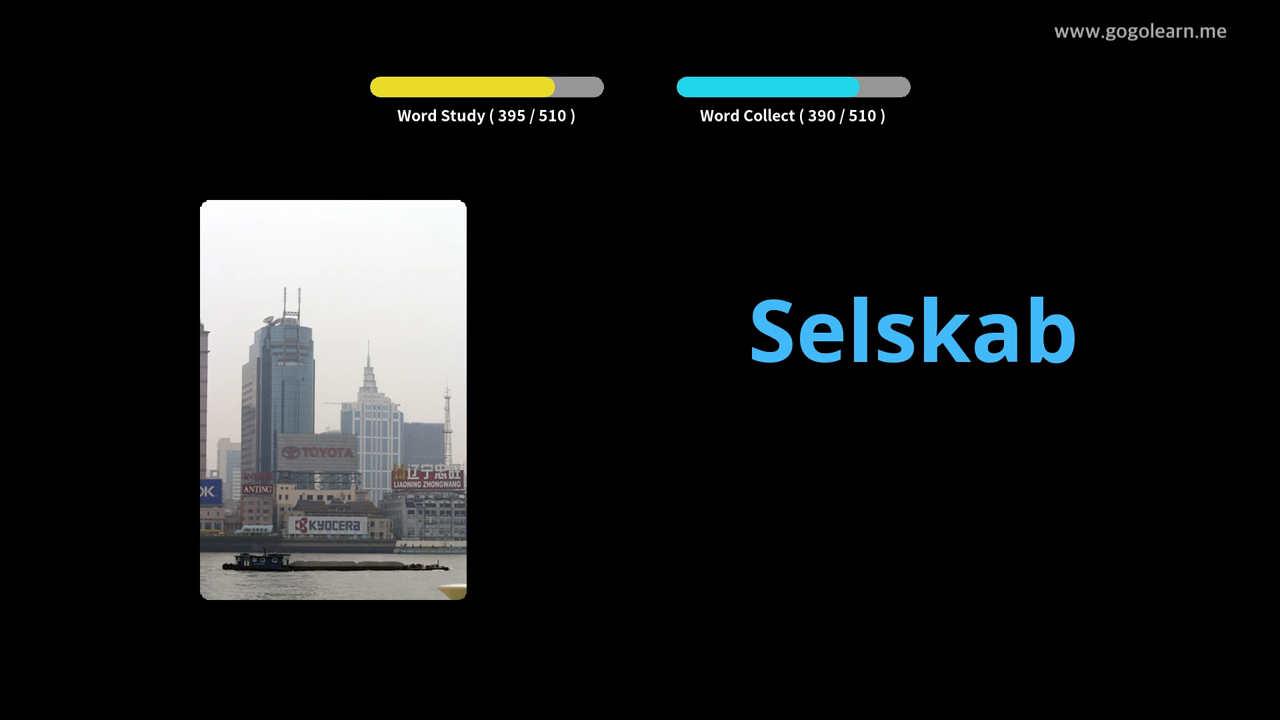 www.gogolearn.me
Word Study ( 395 / 510 )
Word Collect ( 390 / 510 )
Selskab
TOYOTA
辽宁忠旺
LIAONING ZHONGWANG
ANTING
OK
KYOCERA